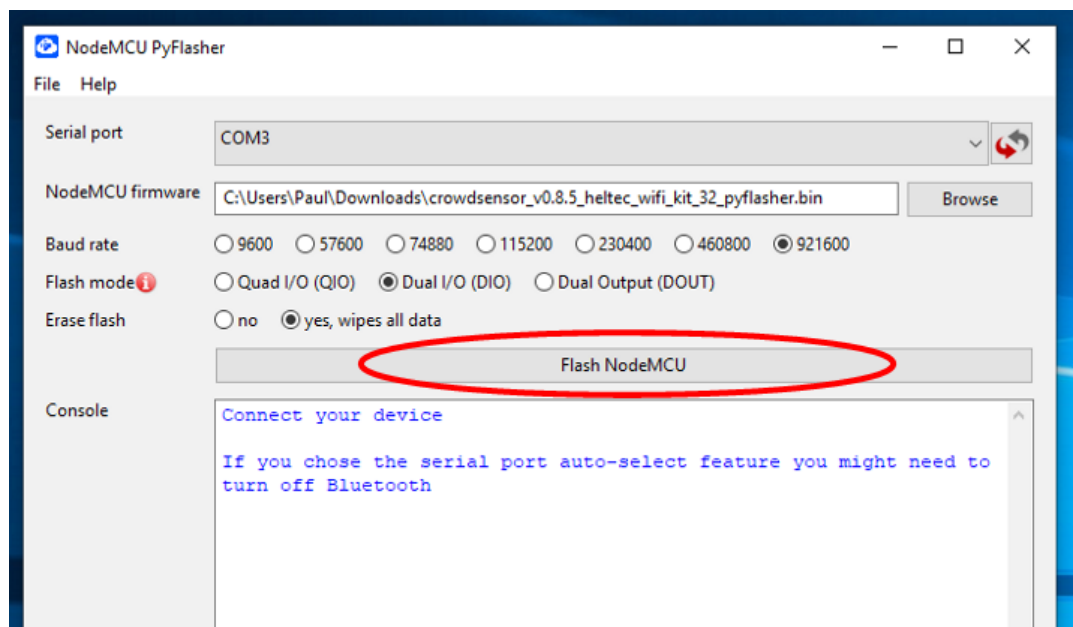 NodeMCU PyFlasher
File Help
Serial port COM3
NodeMCU firmware C:\Users\Paul\Downloads\crowdsensor_v0.8.5_heltec_wifi_kit_32_pyflasher.bin Browse
Baud rate 9600 57600 74880 115200 230400 460800 921600
Flash mode Quad I/O (QIO) Dual I/O (DIO) Dual Output (DOUT)
Erase flash no yes, wipes all data
Flash NodeMCU
Console Connect your device
If you chose the serial port auto-select feature you might need to
turn off Bluetooth